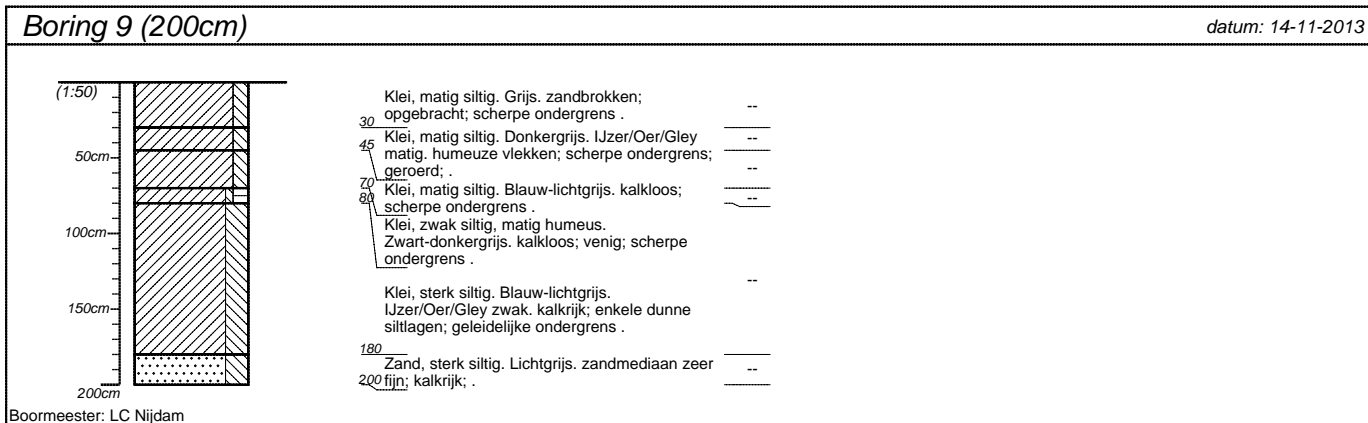 Boring 9 (200cm)
datum: 14-11-2013
(1:50)
50cm
100cm
150cm
200cm
Klei, matig siltig. Grijs. zandbrokken;
opgebracht; scherpe ondergrens .
--
30
Klei, matig siltig. Donkergrijs. IJzer/Oer/Gley
matig. humeuze vlekken; scherpe ondergrens;
geroerd; .
--
45
--
70
Klei, matig siltig. Blauw-lichtgrijs. kalkloos;
scherpe ondergrens .
--
80
Klei, zwak siltig, matig humeus.
Zwart-donkergrijs. kalkloos; venig; scherpe
ondergrens .
--
Klei, sterk siltig. Blauw-lichtgrijs.
IJzer/Oer/Gley zwak. kalkrijk; enkele dunne
siltlagen; geleidelijke ondergrens .
180
Zand, sterk siltig. Lichtgrijs. zandmediaan zeer
fijn; kalkrijk; .
--
200
Boormeester: LC Nijdam